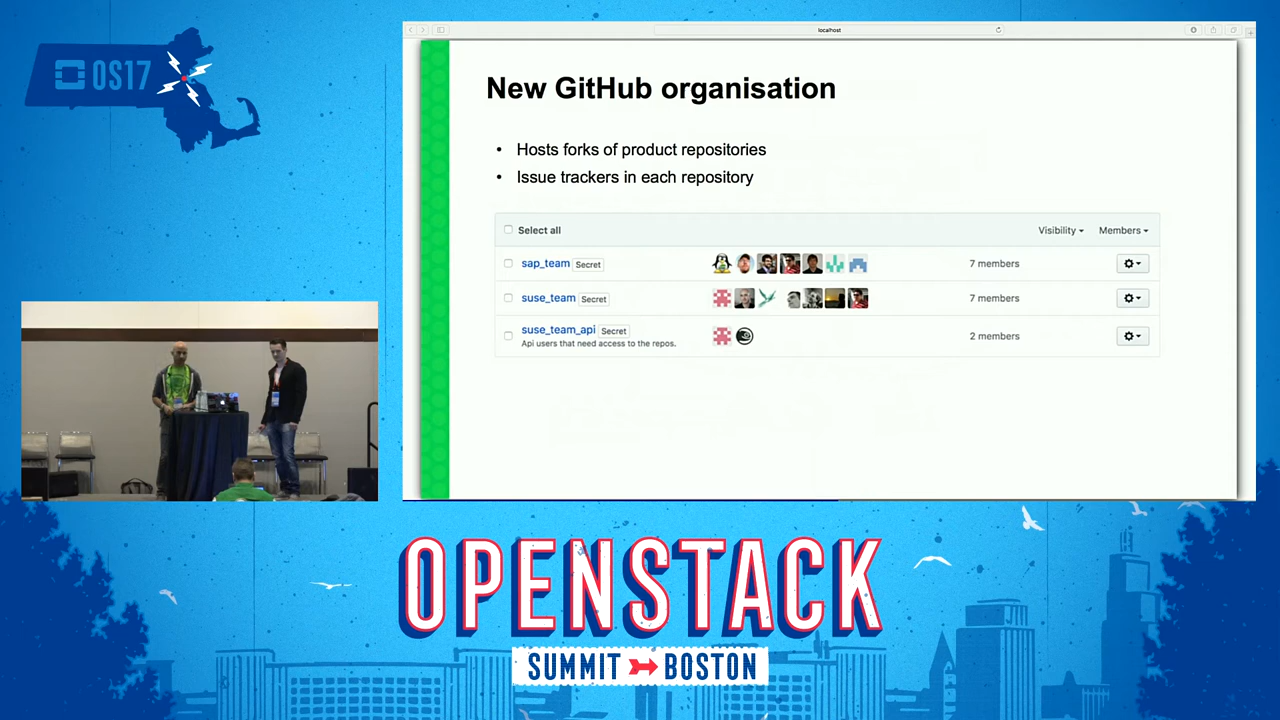 OS17
localhost
New GitHub organisation
• Hosts forks of product repositories
• Issue trackers in each repository
Select all
Visibility
Members
sap_team Secret
7 members
suse_team Secret
7 members
suse_team_api Secret
Api users that need access to the repos.
2 members
OPENSTACK
SUMMIT BOSTON